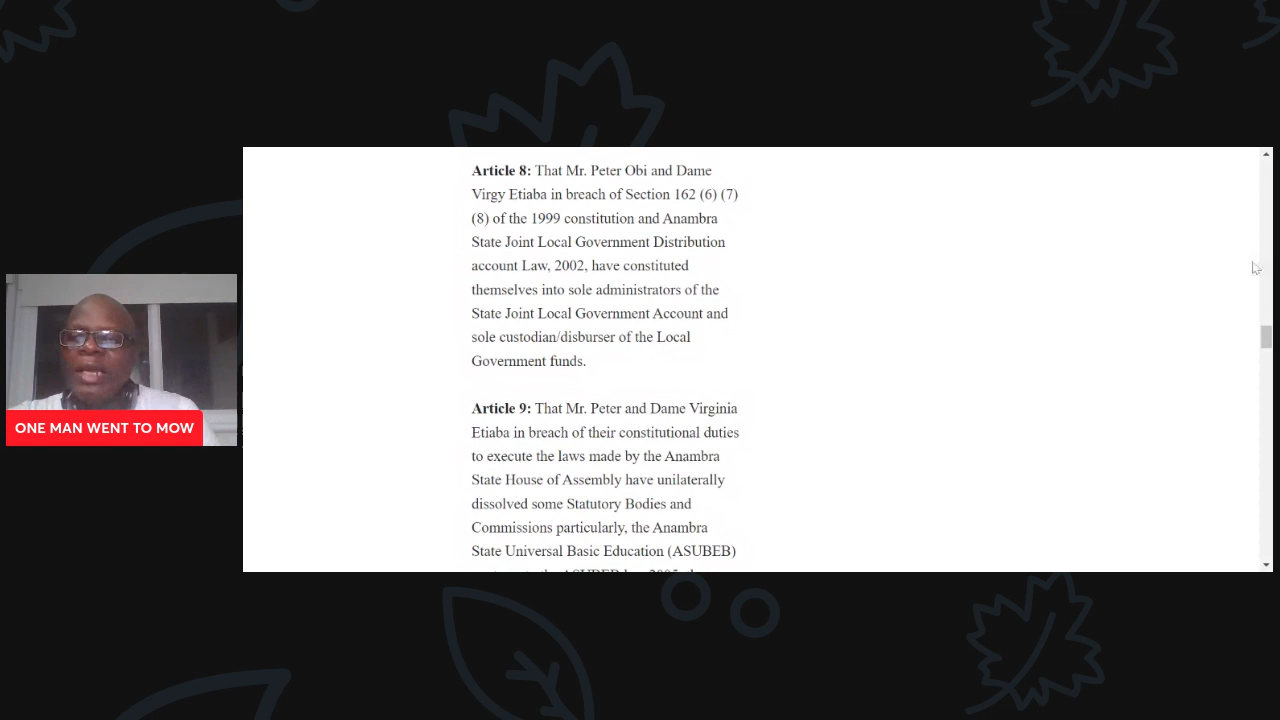 Article 8: That Mr. Peter Obi and Dame
Virgy Etiaba in breach of Section 162 (6) (7)
(8) of the 1999 constitution and Anambra
State Joint Local Government Distribution
account Law, 2002, have constituted
themselves into sole administrators of the
State Joint Local Government Account and
sole custodian/disburser of the Local
Government funds.
Article 9: That Mr. Peter and Dame Virginia
Etiaba in breach of their constitutional duties
to execute the laws made by the Anambra
State House of Assembly have unilaterally
dissolved some Statutory Bodies and
Commissions particularly, the Anambra
State Universal Basic Education (ASUBEB)
ONE MAN WENT TO MOW